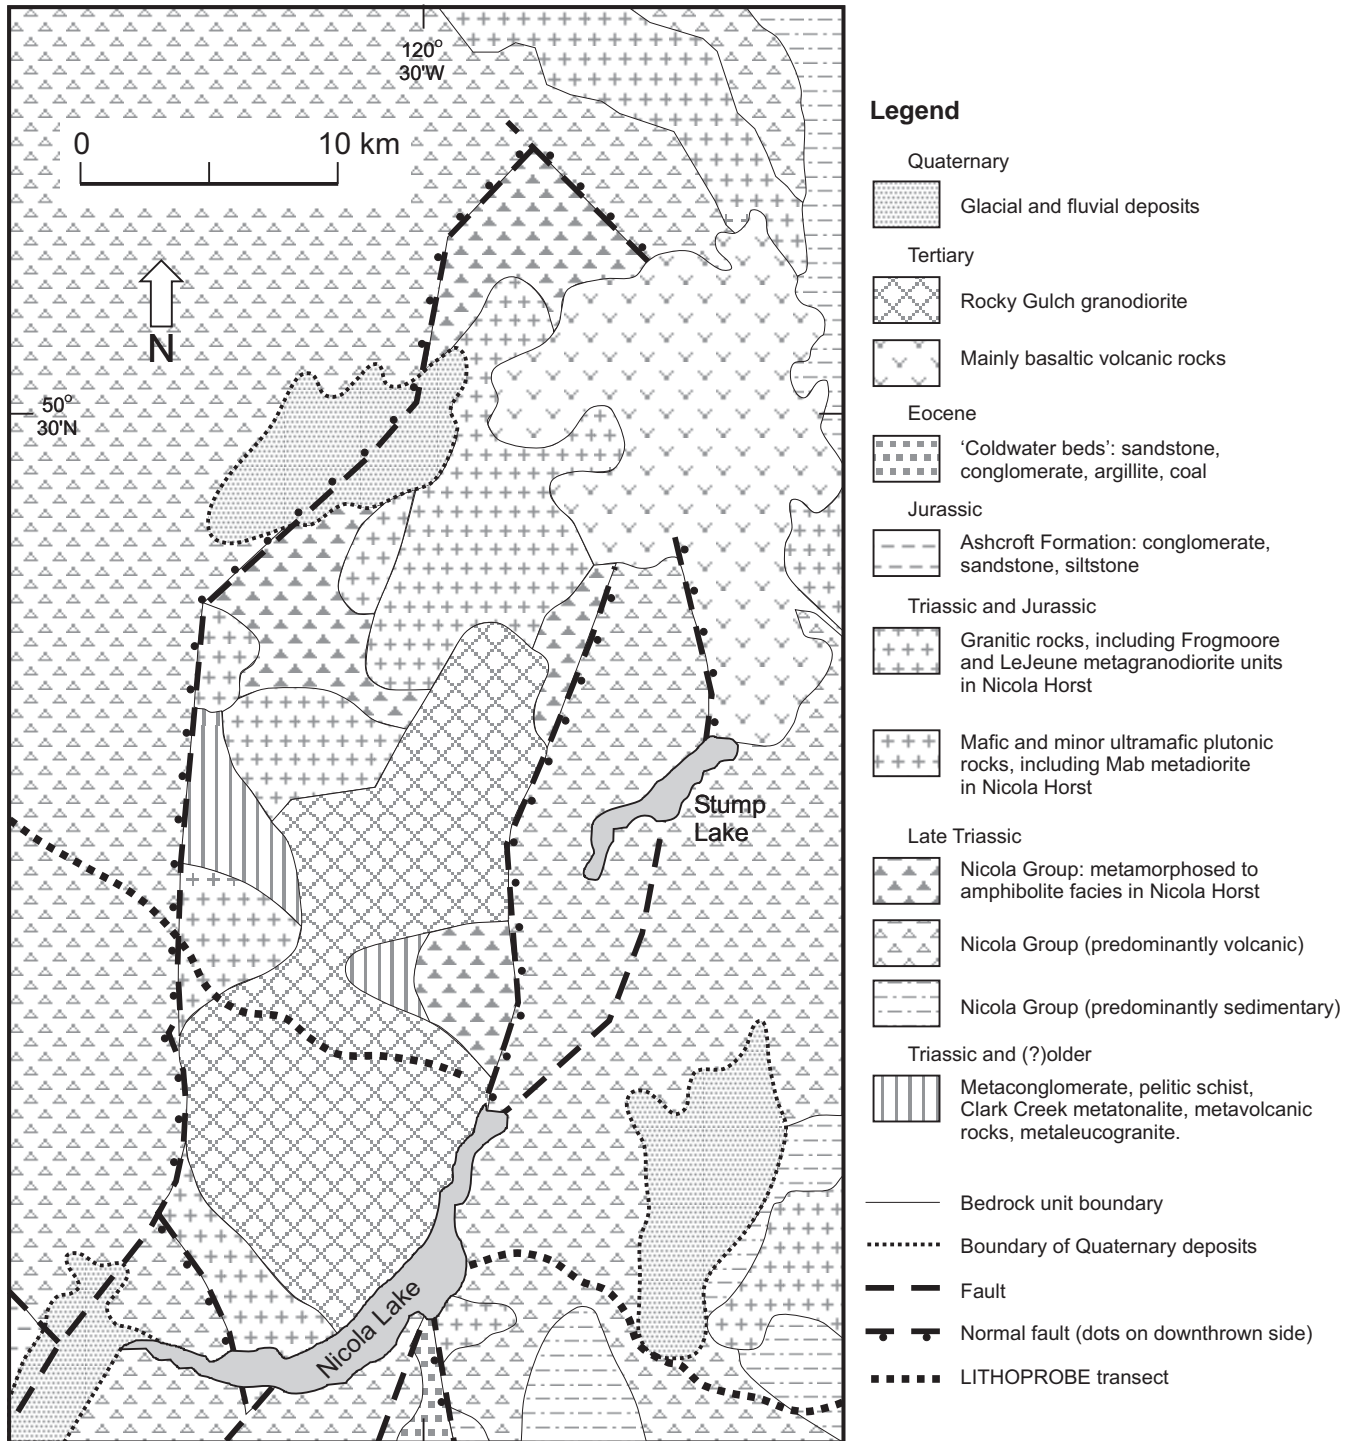 120°
30'W
0
10 km
N
50°
30'N
Stump
Lake
Nicola Lake
Legend
Quaternary
Glacial and fluvial deposits
Tertiary
Rocky Gulch granodiorite
Mainly basaltic volcanic rocks
Eocene
‘Coldwater beds’: sandstone,
conglomerate, argillite, coal
Jurassic
Ashcroft Formation: conglomerate,
sandstone, siltstone
Triassic and Jurassic
Granitic rocks, including Frogmoore
and LeJeune metagranodiorite units
in Nicola Horst
Mafic and minor ultramafic plutonic
rocks, including Mab metadiorite
in Nicola Horst
Late Triassic
Nicola Group: metamorphosed to
amphibolite facies in Nicola Horst
Nicola Group (predominantly volcanic)
Nicola Group (predominantly sedimentary)
Triassic and (?)older
Metaconglomerate, pelitic schist,
Clark Creek metatonalite, metavolcanic
rocks, metaleucogranite.
Bedrock unit boundary
Boundary of Quaternary deposits
Fault
Normal fault (dots on downthrown side)
LITHOPROBE transect